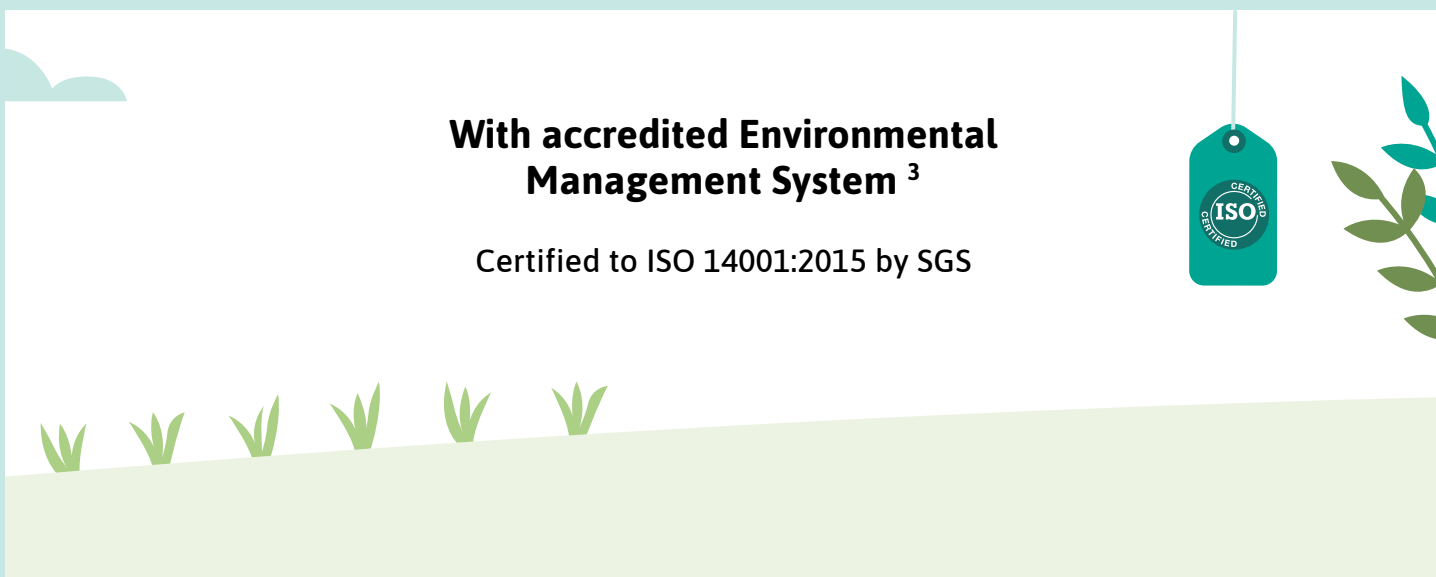 With accredited Environmental
Management System ³
Certified to ISO 14001:2015 by SGS
CERTIFIED
ISO
CERTIFIED